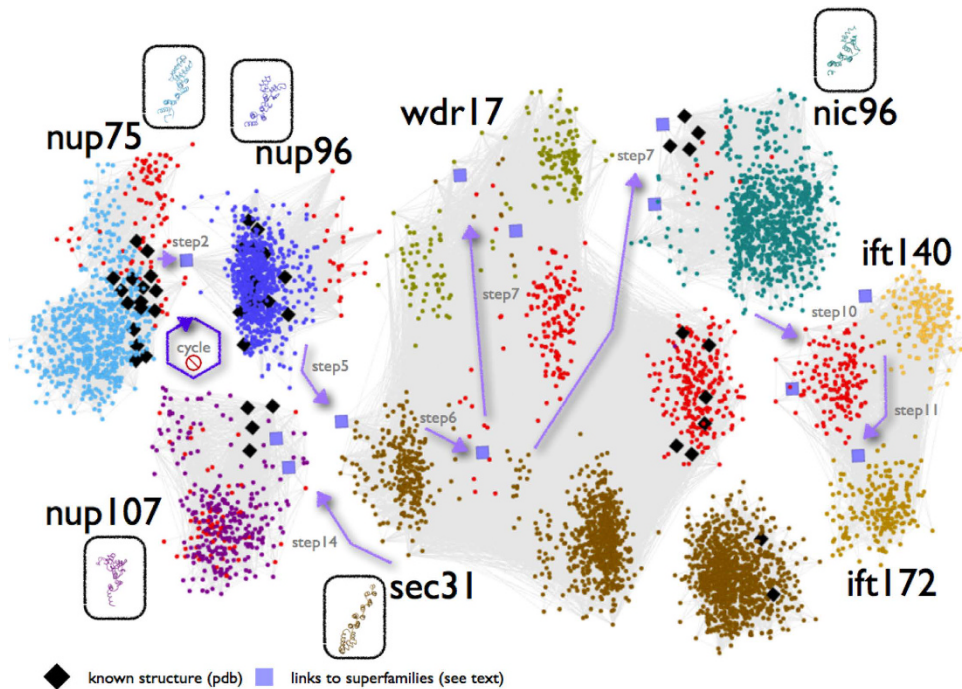 wdr17
nic96
nup75
nup96
step7
step2
ift140
step7
cycle
step10
step5
step6
step11
nup107
step14
sec31
ift172
known structure (pdb)
links to superfamilies (see text)